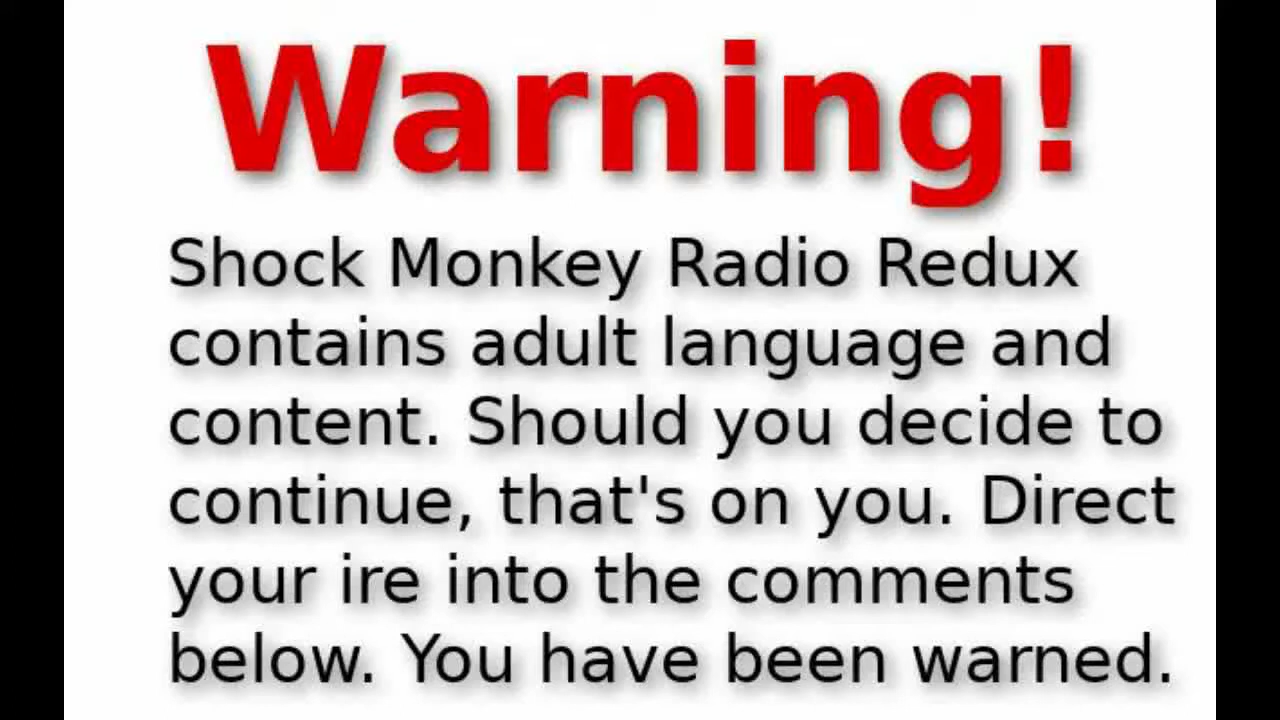 Warning!
Shock Monkey Radio Redux
contains adult language and
content. Should you decide to
continue, that's on you. Direct
your ire into the comments
below. You have been warned.